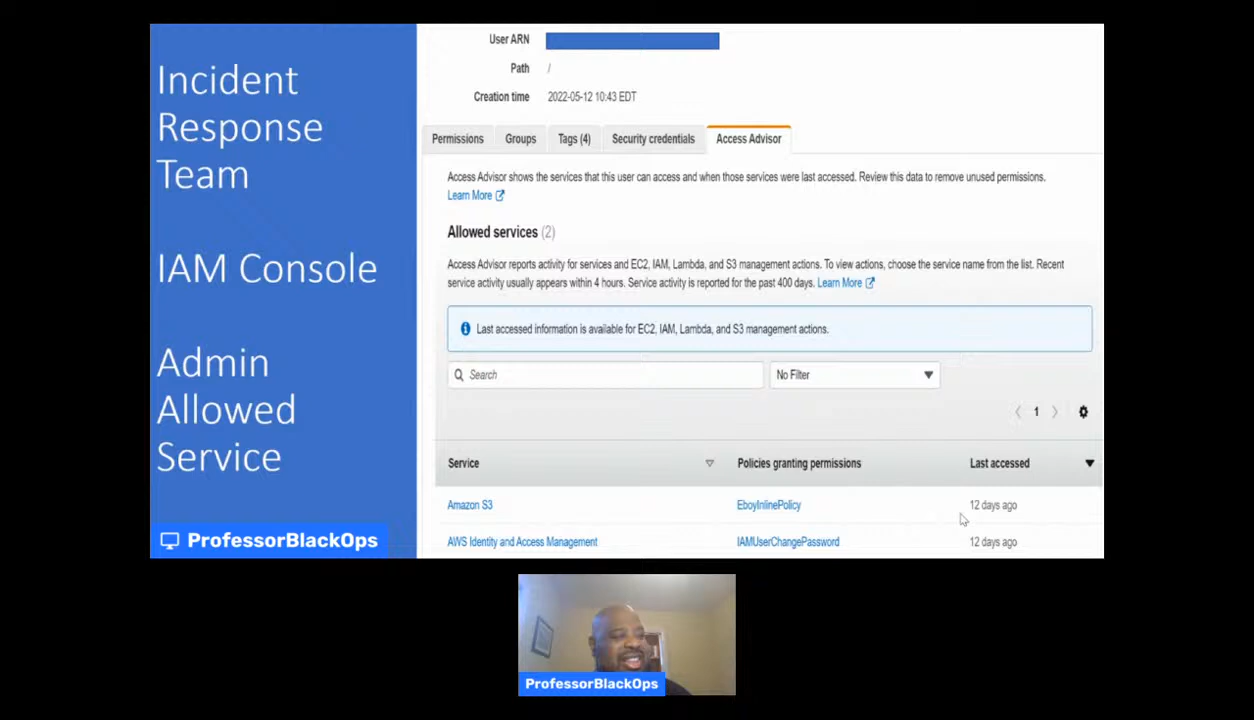 Incident
Response
Team
IAM Console
Admin
Allowed
Service
ProfessorBlackOps
User ARN
Path /
Creation time 2022-05-12 10:43 EDT
Permissions Groups Tags (4) Security credentials Access Advisor
Access Advisor shows the services that this user can access and when those services were last accessed. Review this data to remove unused permissions.
Learn More
Allowed services (2)
Access Advisor reports activity for services and EC2, IAM, Lambda, and S3 management actions. To view actions, choose the service name from the list. Recent
service activity usually appears within 4 hours. Service activity is reported for the past 400 days. Learn More
Last accessed information is available for EC2, IAM, Lambda, and S3 management actions.
Search No Filter
1
Service Policies granting permissions Last accessed
Amazon S3 EboyInlinePolicy 12 days ago
AWS Identity and Access Management IAMUserChangePassword 12 days ago
ProfessorBlackOps